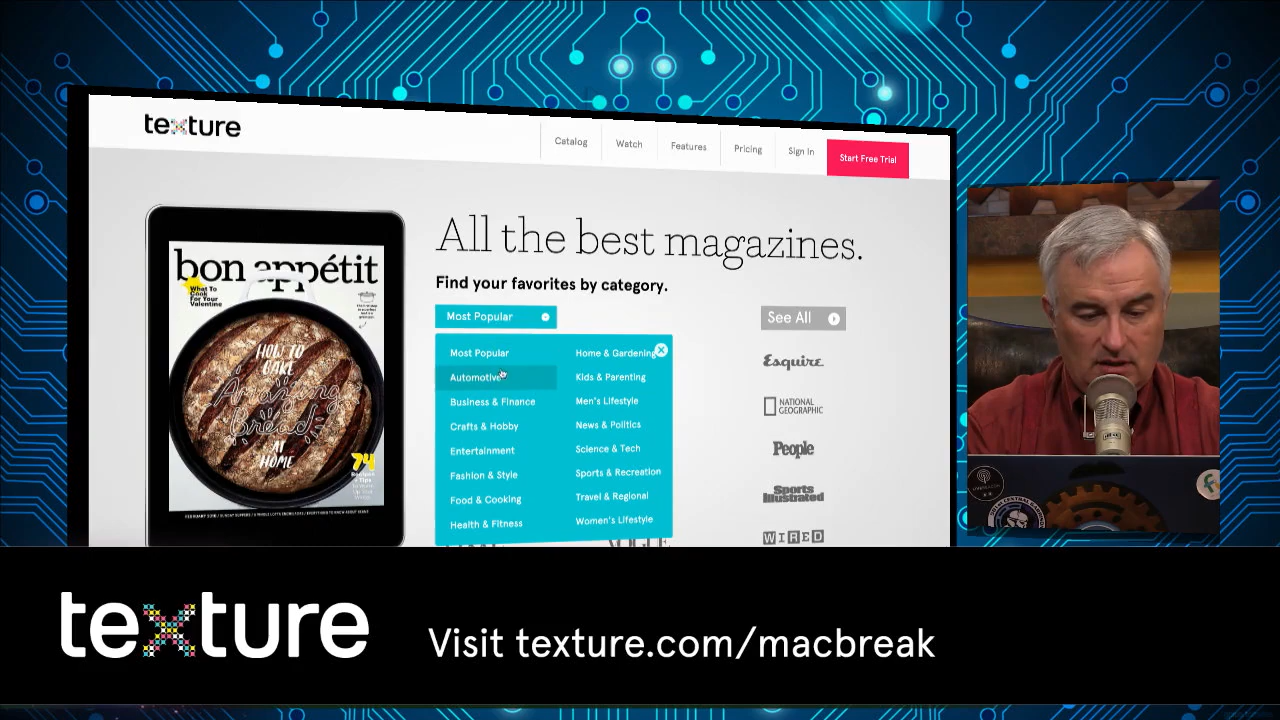 texture
Catalog
Watch
Features
Pricing
Sign In
Start Free Trial
All the best magazines.
Find your favorites by category.
Most Popular
See All
Most Popular
Automotive
Business & Finance
Crafts & Hobby
Entertainment
Fashion & Style
Food & Cooking
Health & Fitness
Home & Gardening
Kids & Parenting
Men's Lifestyle
News & Politics
Science & Tech
Sports & Recreation
Travel & Regional
Women's Lifestyle
Esquire
NATIONAL
GEOGRAPHIC
People
Sports
Illustrated
WIRED
VOGUE
bon appétit
What To
Cook
For Your
Valentine
HOW TO
BAKE
Amazing
Bread
AT
HOME
74
texture
Visit texture.com/macbreak